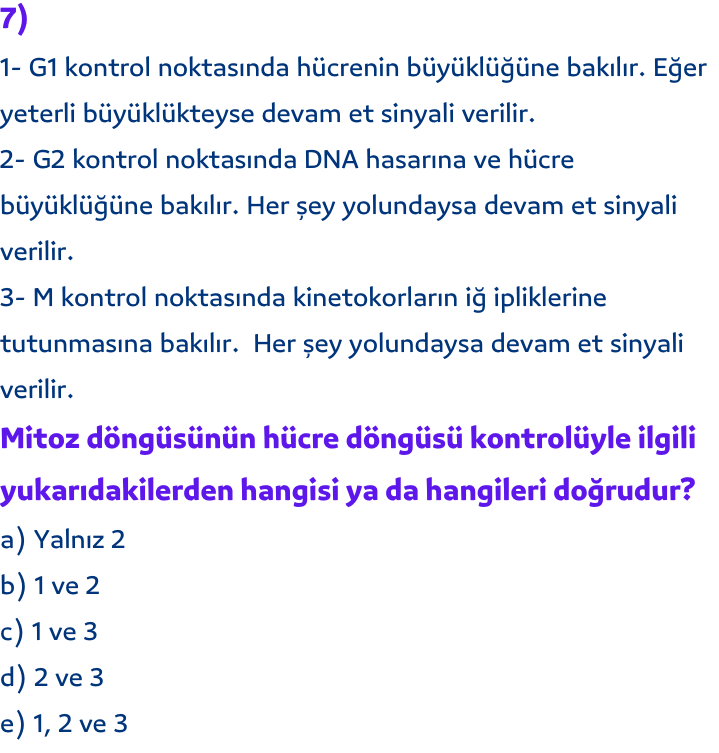 7)
1- G1 kontrol noktasında hücrenin büyüklüğüne bakılır. Eğer
yeterli büyüklükteyse devam et sinyali verilir.
2- G2 kontrol noktasında DNA hasarına ve hücre
büyüklüğüne bakılır. Her şey yolundaysa devam et sinyali
verilir.
3- M kontrol noktasında kinetokorların iğ ipliklerine
tutunmasına bakılır.  Her şey yolundaysa devam et sinyali
verilir.
Mitoz döngüsünün hücre döngüsü kontrolüyle ilgili
yukarıdakilerden hangisi ya da hangileri doğrudur?
a) Yalnız 2
b) 1 ve 2
c) 1 ve 3
d) 2 ve 3
e) 1, 2 ve 3